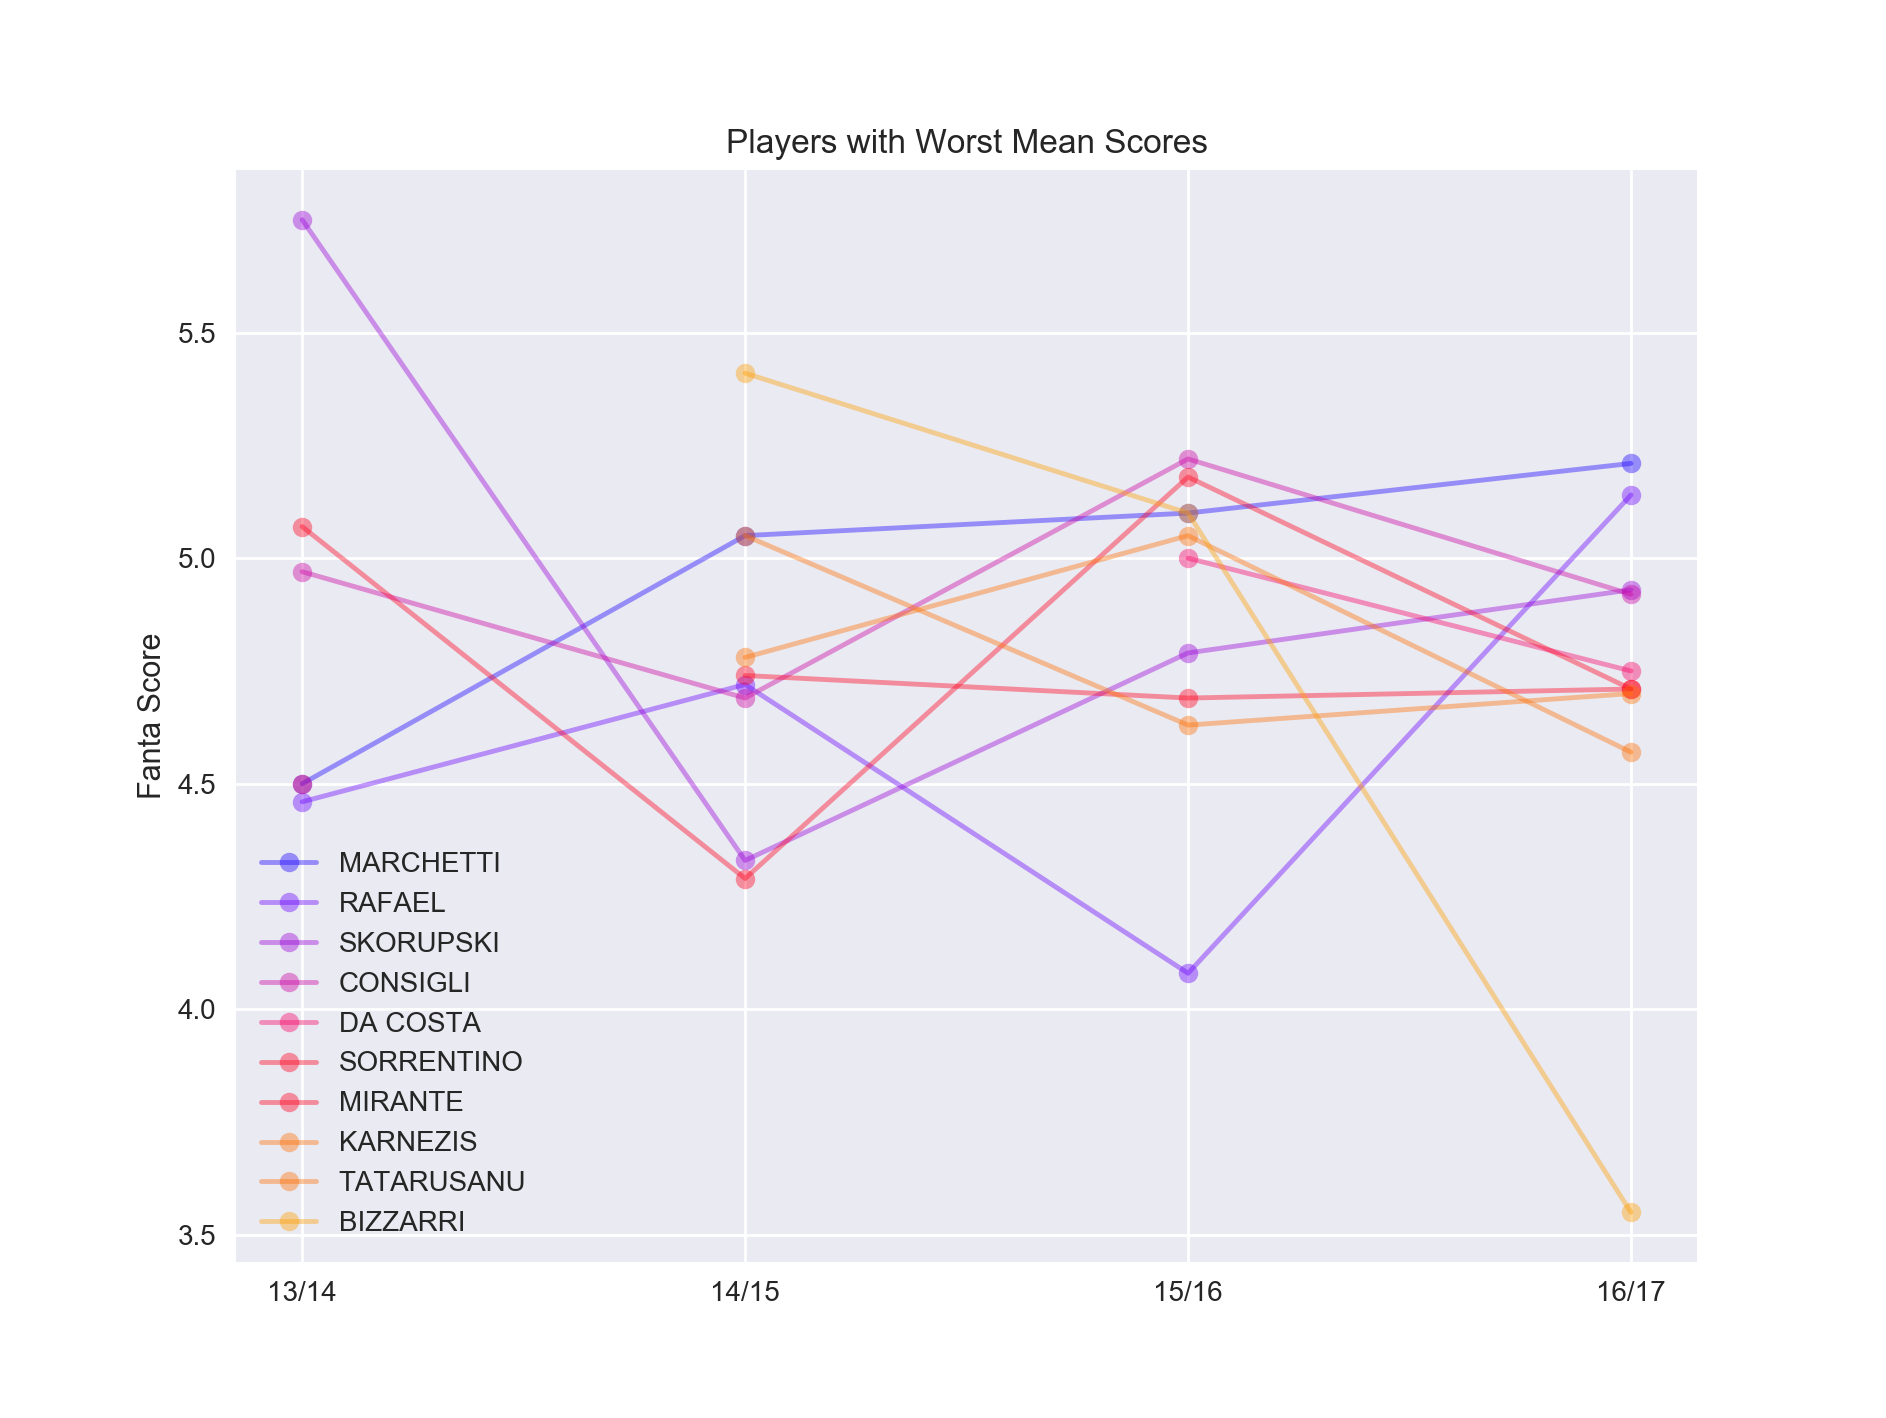 Players with Worst Mean Scores
Fanta Score
5.5
5.0
4.5
4.0
3.5
MARCHETTI
RAFAEL
SKORUPSKI
CONSIGLI
DA COSTA
SORRENTINO
MIRANTE
KARNEZIS
TATARUSANU
BIZZARRI
13/14
14/15
15/16
16/17